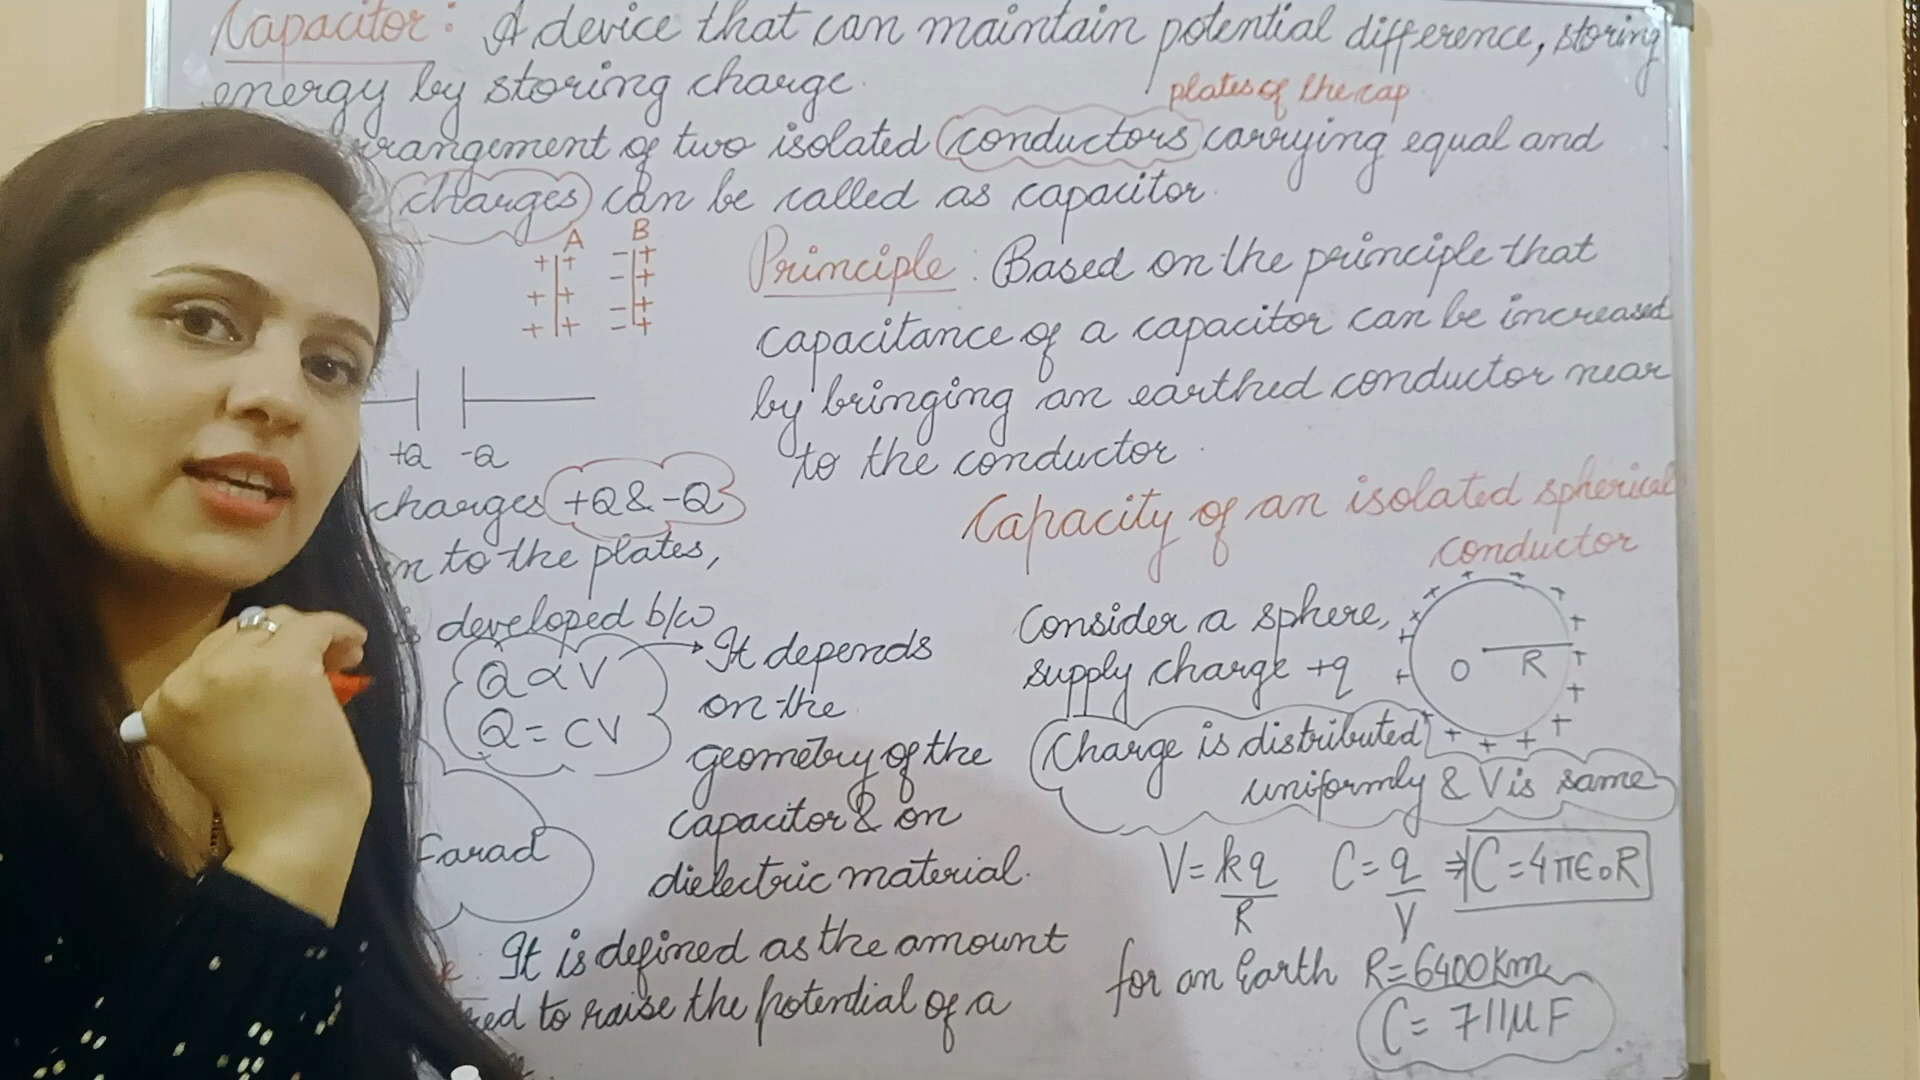 Capacitor: A device that can maintain potential difference, storing
energy by storing charge.
plates of the cap.
rrangement of two isolated conductors carrying equal and
charges can be called as capacitor.
A B
+ + - +
- +
+ + - +
+ + - +
+Q -Q
charges +Q & -Q
n to the plates,
is developed b/w
Q ∝ V
Q = CV
It depends
on the
geometry of the
capacitor & on
dielectric material.
Farad
It is defined as the amount
ed to raise the potential of a
Principle: Based on the principle that
capacitance of a capacitor can be increased
by bringing an earthed conductor near
to the conductor.
Capacity of an isolated spherical
conductor
Consider a sphere,
supply charge +q
O R
Charge is distributed
uniformly & V is same
V = kq/R C = q/V ⇒ C = 4π∈₀R
for an Earth R = 6400 Km
C = 711 μF